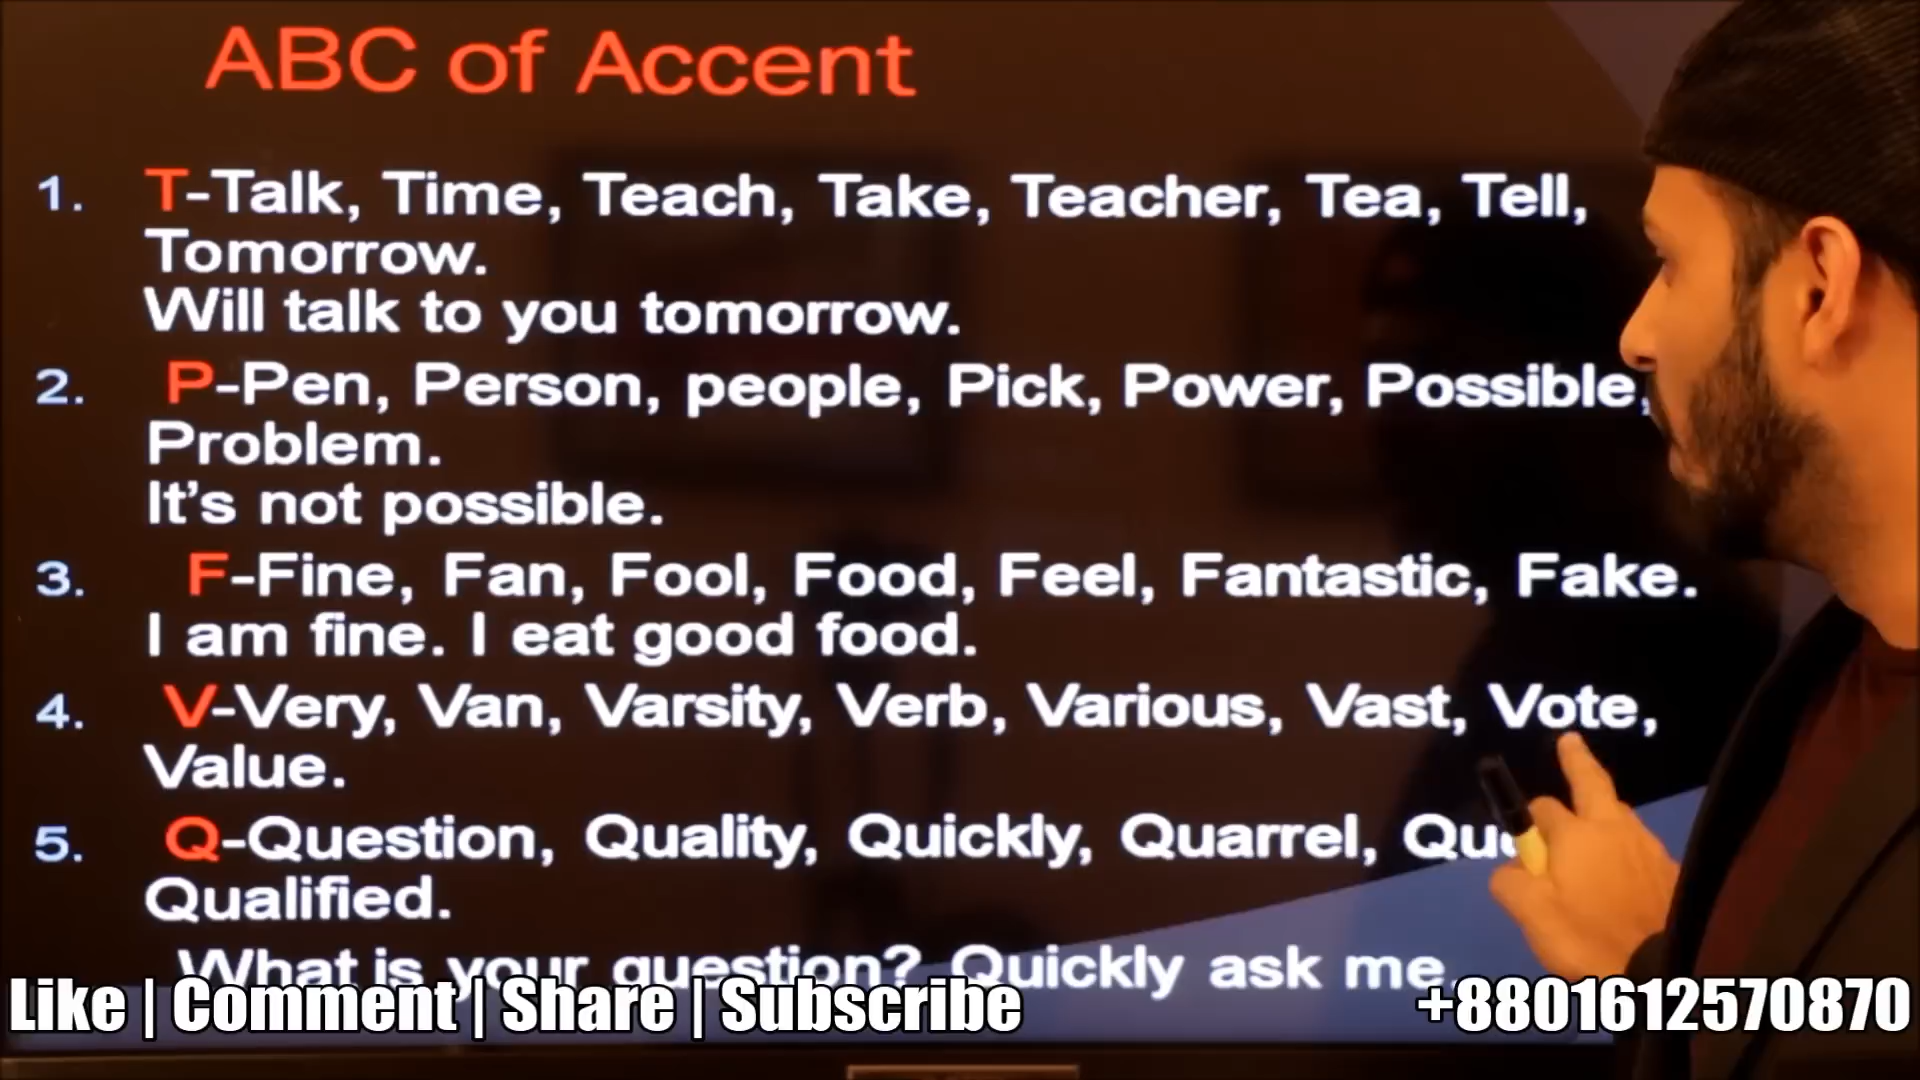 ABC of Accent
1. T-Talk, Time, Teach, Take, Teacher, Tea, Tell,
Tomorrow.
Will talk to you tomorrow.
2. P-Pen, Person, people, Pick, Power, Possible,
Problem.
It's not possible.
3. F-Fine, Fan, Fool, Food, Feel, Fantastic, Fake.
I am fine. I eat good food.
4. V-Very, Van, Varsity, Verb, Various, Vast, Vote,
Value.
5. Q-Question, Quality, Quickly, Quarrel,
Qualified.
What is your question? Quickly ask me.
Like | Comment | Share | Subscribe
+8801612570870